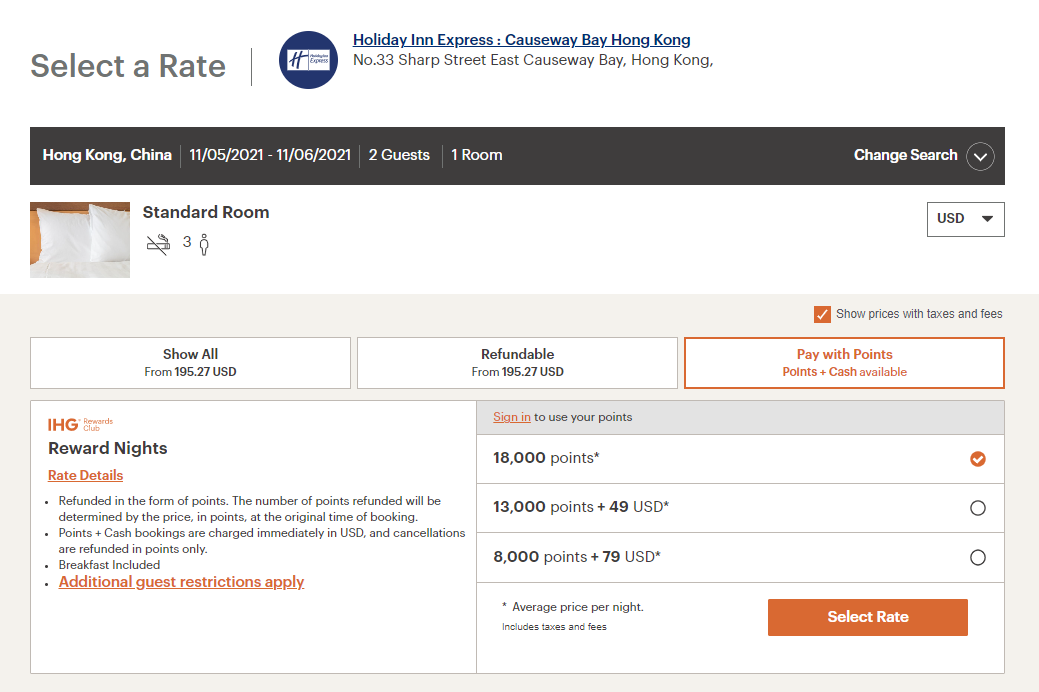 Select a Rate
Holiday Inn Express
Holiday Inn Express : Causeway Bay Hong Kong
No.33 Sharp Street East Causeway Bay, Hong Kong,
Hong Kong, China 11/05/2021 - 11/06/2021 2 Guests 1 Room Change Search
Standard Room
USD
3
Show prices with taxes and fees
Show All
From 195.27 USD
Refundable
From 195.27 USD
Pay with Points
Points + Cash available
IHG Rewards Club
Reward Nights
Rate Details
Refunded in the form of points. The number of points refunded will be
determined by the price, in points, at the original time of booking.
Points + Cash bookings are charged immediately in USD, and cancellations
are refunded in points only.
Breakfast Included
Additional guest restrictions apply
Sign in to use your points
18,000 points*
13,000 points + 49 USD*
8,000 points + 79 USD*
* Average price per night.
Includes taxes and fees
Select Rate